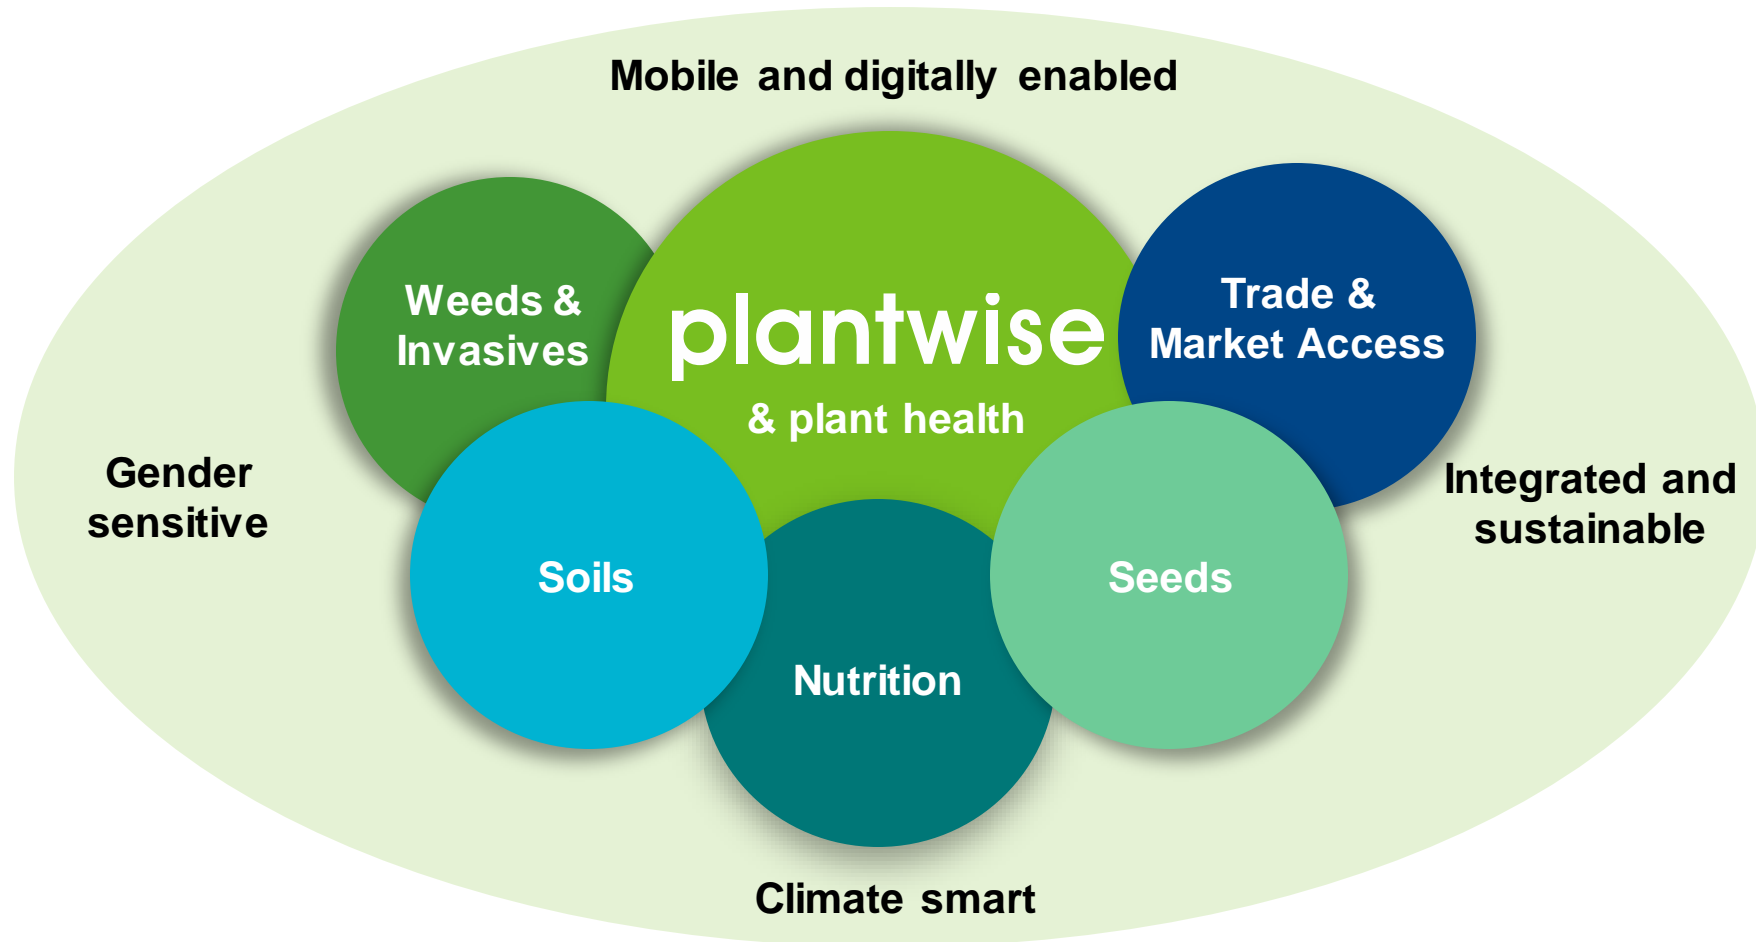 Mobile and digitally enabled
Weeds &
Invasives
plantwise
& plant health
Trade &
Market Access
Gender
sensitive
Integrated and
sustainable
Soils
Seeds
Nutrition
Climate smart